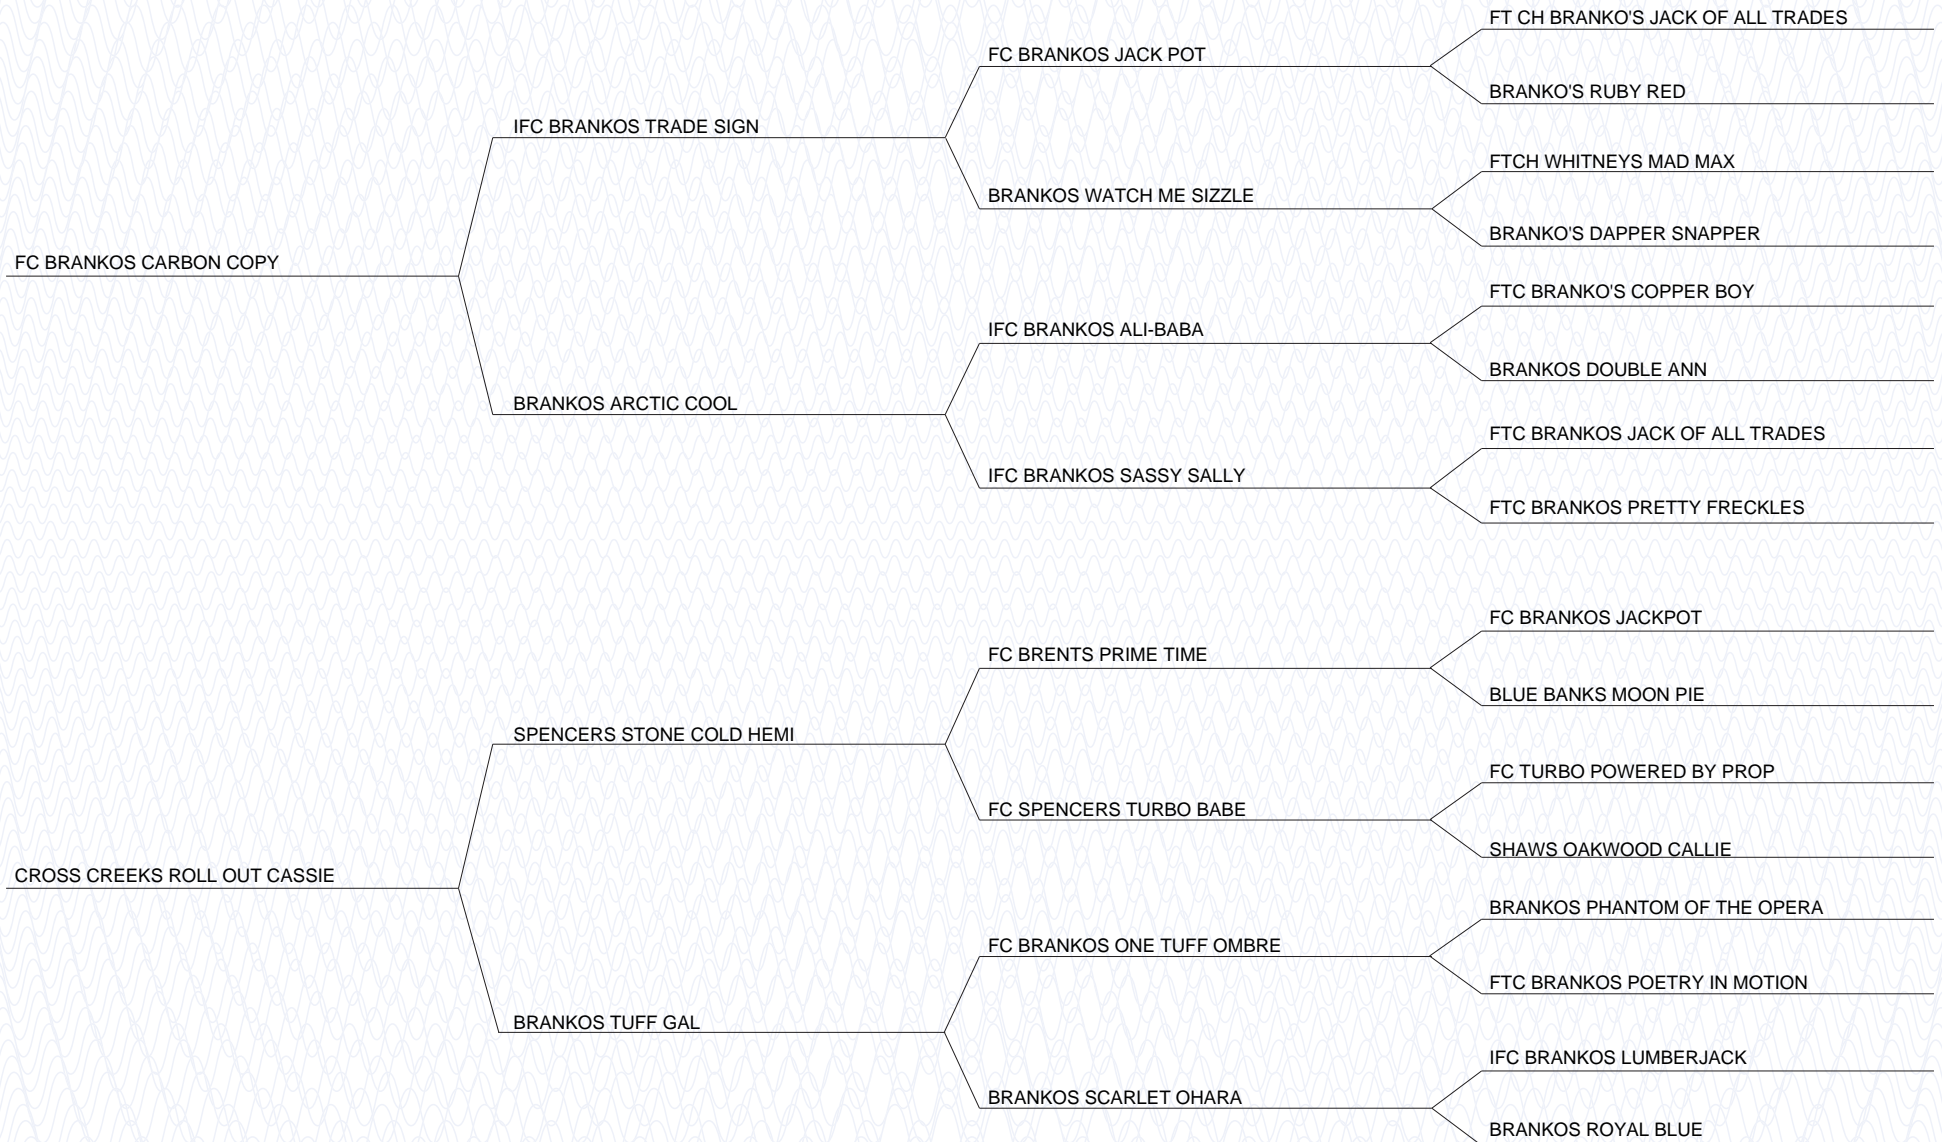 FT CH BRANKO'S JACK OF ALL TRADES
FC BRANKOS JACK POT
BRANKO'S RUBY RED
IFC BRANKOS TRADE SIGN
FTCH WHITNEYS MAD MAX
BRANKOS WATCH ME SIZZLE
BRANKO'S DAPPER SNAPPER
FC BRANKOS CARBON COPY
FTC BRANKO'S COPPER BOY
IFC BRANKOS ALI-BABA
BRANKOS DOUBLE ANN
BRANKOS ARCTIC COOL
FTC BRANKOS JACK OF ALL TRADES
IFC BRANKOS SASSY SALLY
FTC BRANKOS PRETTY FRECKLES
FC BRANKOS JACKPOT
FC BRENTS PRIME TIME
BLUE BANKS MOON PIE
SPENCERS STONE COLD HEMI
FC TURBO POWERED BY PROP
FC SPENCERS TURBO BABE
SHAWS OAKWOOD CALLIE
CROSS CREEKS ROLL OUT CASSIE
BRANKOS PHANTOM OF THE OPERA
FC BRANKOS ONE TUFF OMBRE
FTC BRANKOS POETRY IN MOTION
BRANKOS TUFF GAL
IFC BRANKOS LUMBERJACK
BRANKOS SCARLET OHARA
BRANKOS ROYAL BLUE